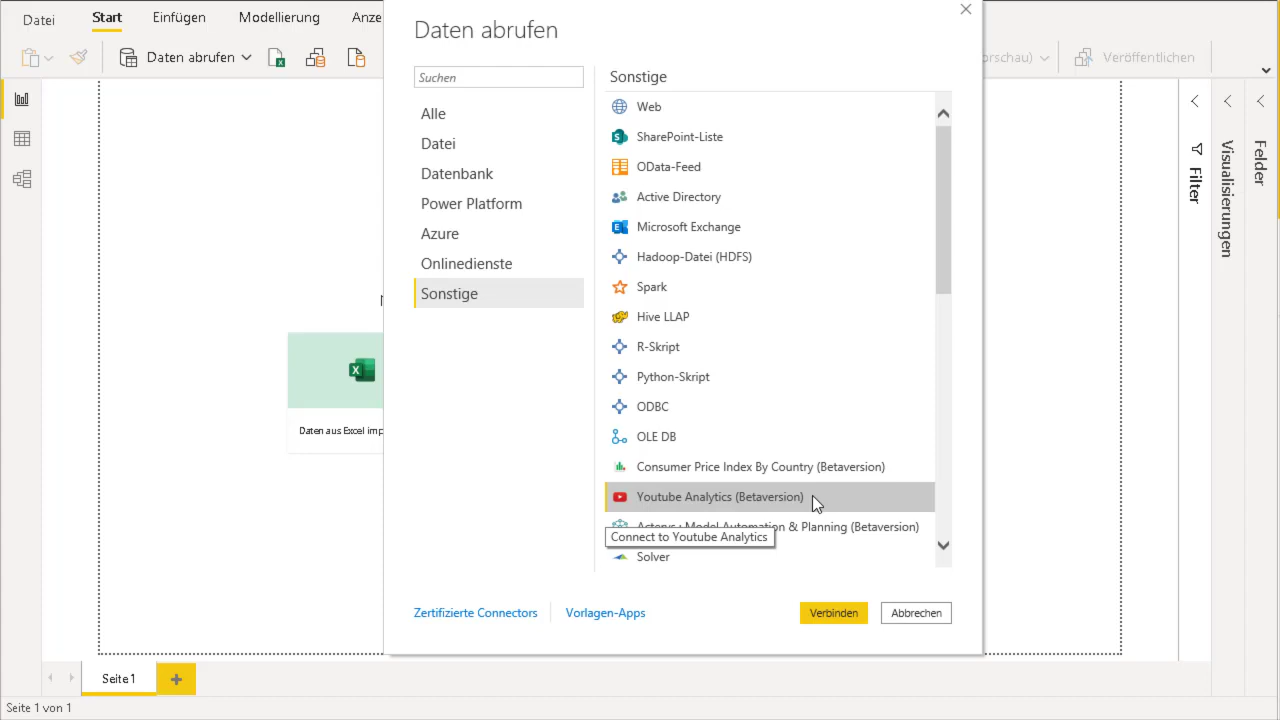 Datei
Start
Einfügen
Modellierung
Daten abrufen
Veröffentlichen
Daten abrufen
Suchen
Alle
Datei
Datenbank
Power Platform
Azure
Onlinedienste
Sonstige
Sonstige
Web
SharePoint-Liste
OData-Feed
Active Directory
Microsoft Exchange
Hadoop-Datei (HDFS)
Spark
Hive LLAP
R-Skript
Python-Skript
ODBC
OLE DB
Consumer Price Index By Country (Betaversion)
Youtube Analytics (Betaversion)
Acterys : Model Automation & Planning (Betaversion)
Connect to Youtube Analytics
Solver
Zertifizierte Connectors
Vorlagen-Apps
Verbinden
Abbrechen
Daten aus Excel imp
Filter
Visualisierungen
Felder
Seite 1
Seite 1 von 1